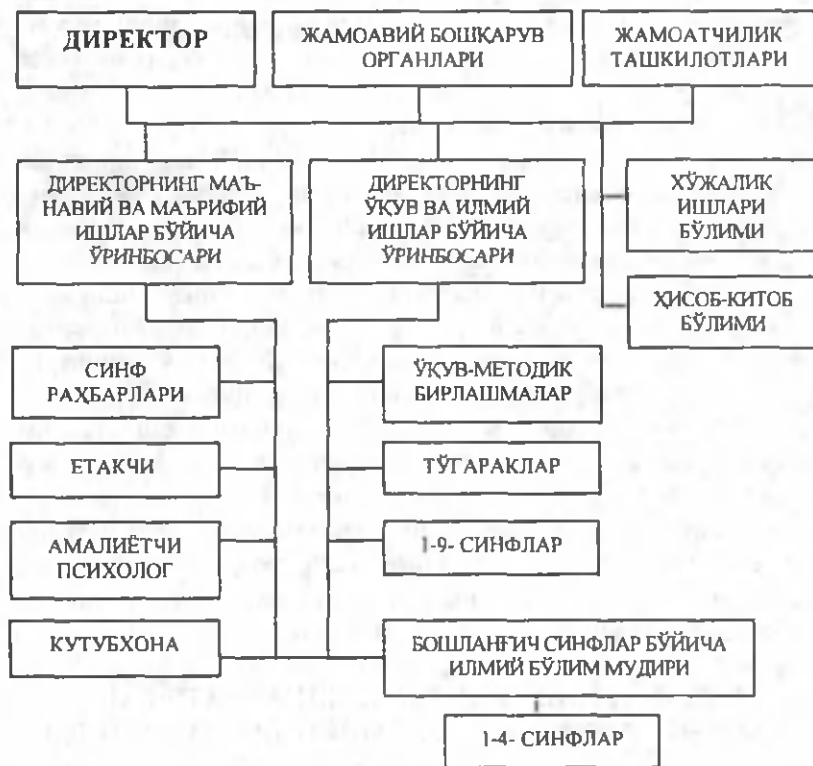 ДИРЕКТОР
ЖАМОАВИЙ БОШҚАРУВ
ОРГАНЛАРИ
ЖАМОАТЧИЛИК
ТАШКИЛОТЛАРИ
ДИРЕКТОРНИНГ МАЪ-
НАВИЙ ВА МАЪРИФИЙ
ИШЛАР БЎЙИЧА
ЎРИНБОСАРИ
ДИРЕКТОРНИНГ
ЎҚУВ ВА ИЛМИЙ
ИШЛАР БЎЙИЧА
ЎРИНБОСАРИ
ХЎЖАЛИК
ИШЛАРИ
БЎЛИМИ
ҲИСОБ-КИТОБ
БЎЛИМИ
СИНФ
РАҲБАРЛАРИ
ЎҚУВ-МЕТОДИК
БИРЛАШМАЛАР
ЕТАКЧИ
ТЎГАРАКЛАР
АМАЛИЁТЧИ
ПСИХОЛОГ
1-9- СИНФЛАР
КУТУБХОНА
БОШЛАНҒИЧ СИНФЛАР БЎЙИЧА
ИЛМИЙ БЎЛИМ МУДИРИ
1-4- СИНФЛАР